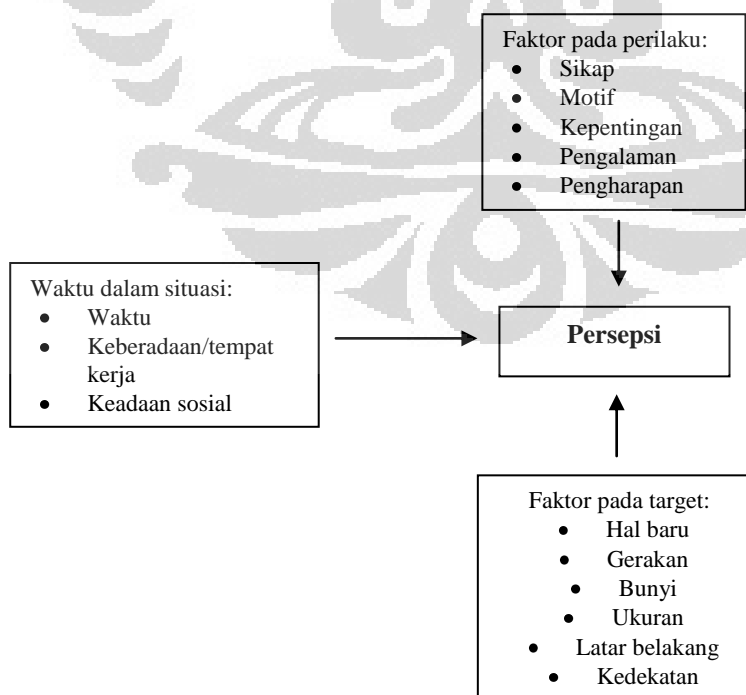 Faktor pada perilaku:
• Sikap
• Motif
• Kepentingan
• Pengalaman
• Pengharapan
Waktu dalam situasi:
• Waktu
• Keberadaan/tempat
kerja
• Keadaan sosial
Persepsi
Faktor pada target:
• Hal baru
• Gerakan
• Bunyi
• Ukuran
• Latar belakang
• Kedekatan